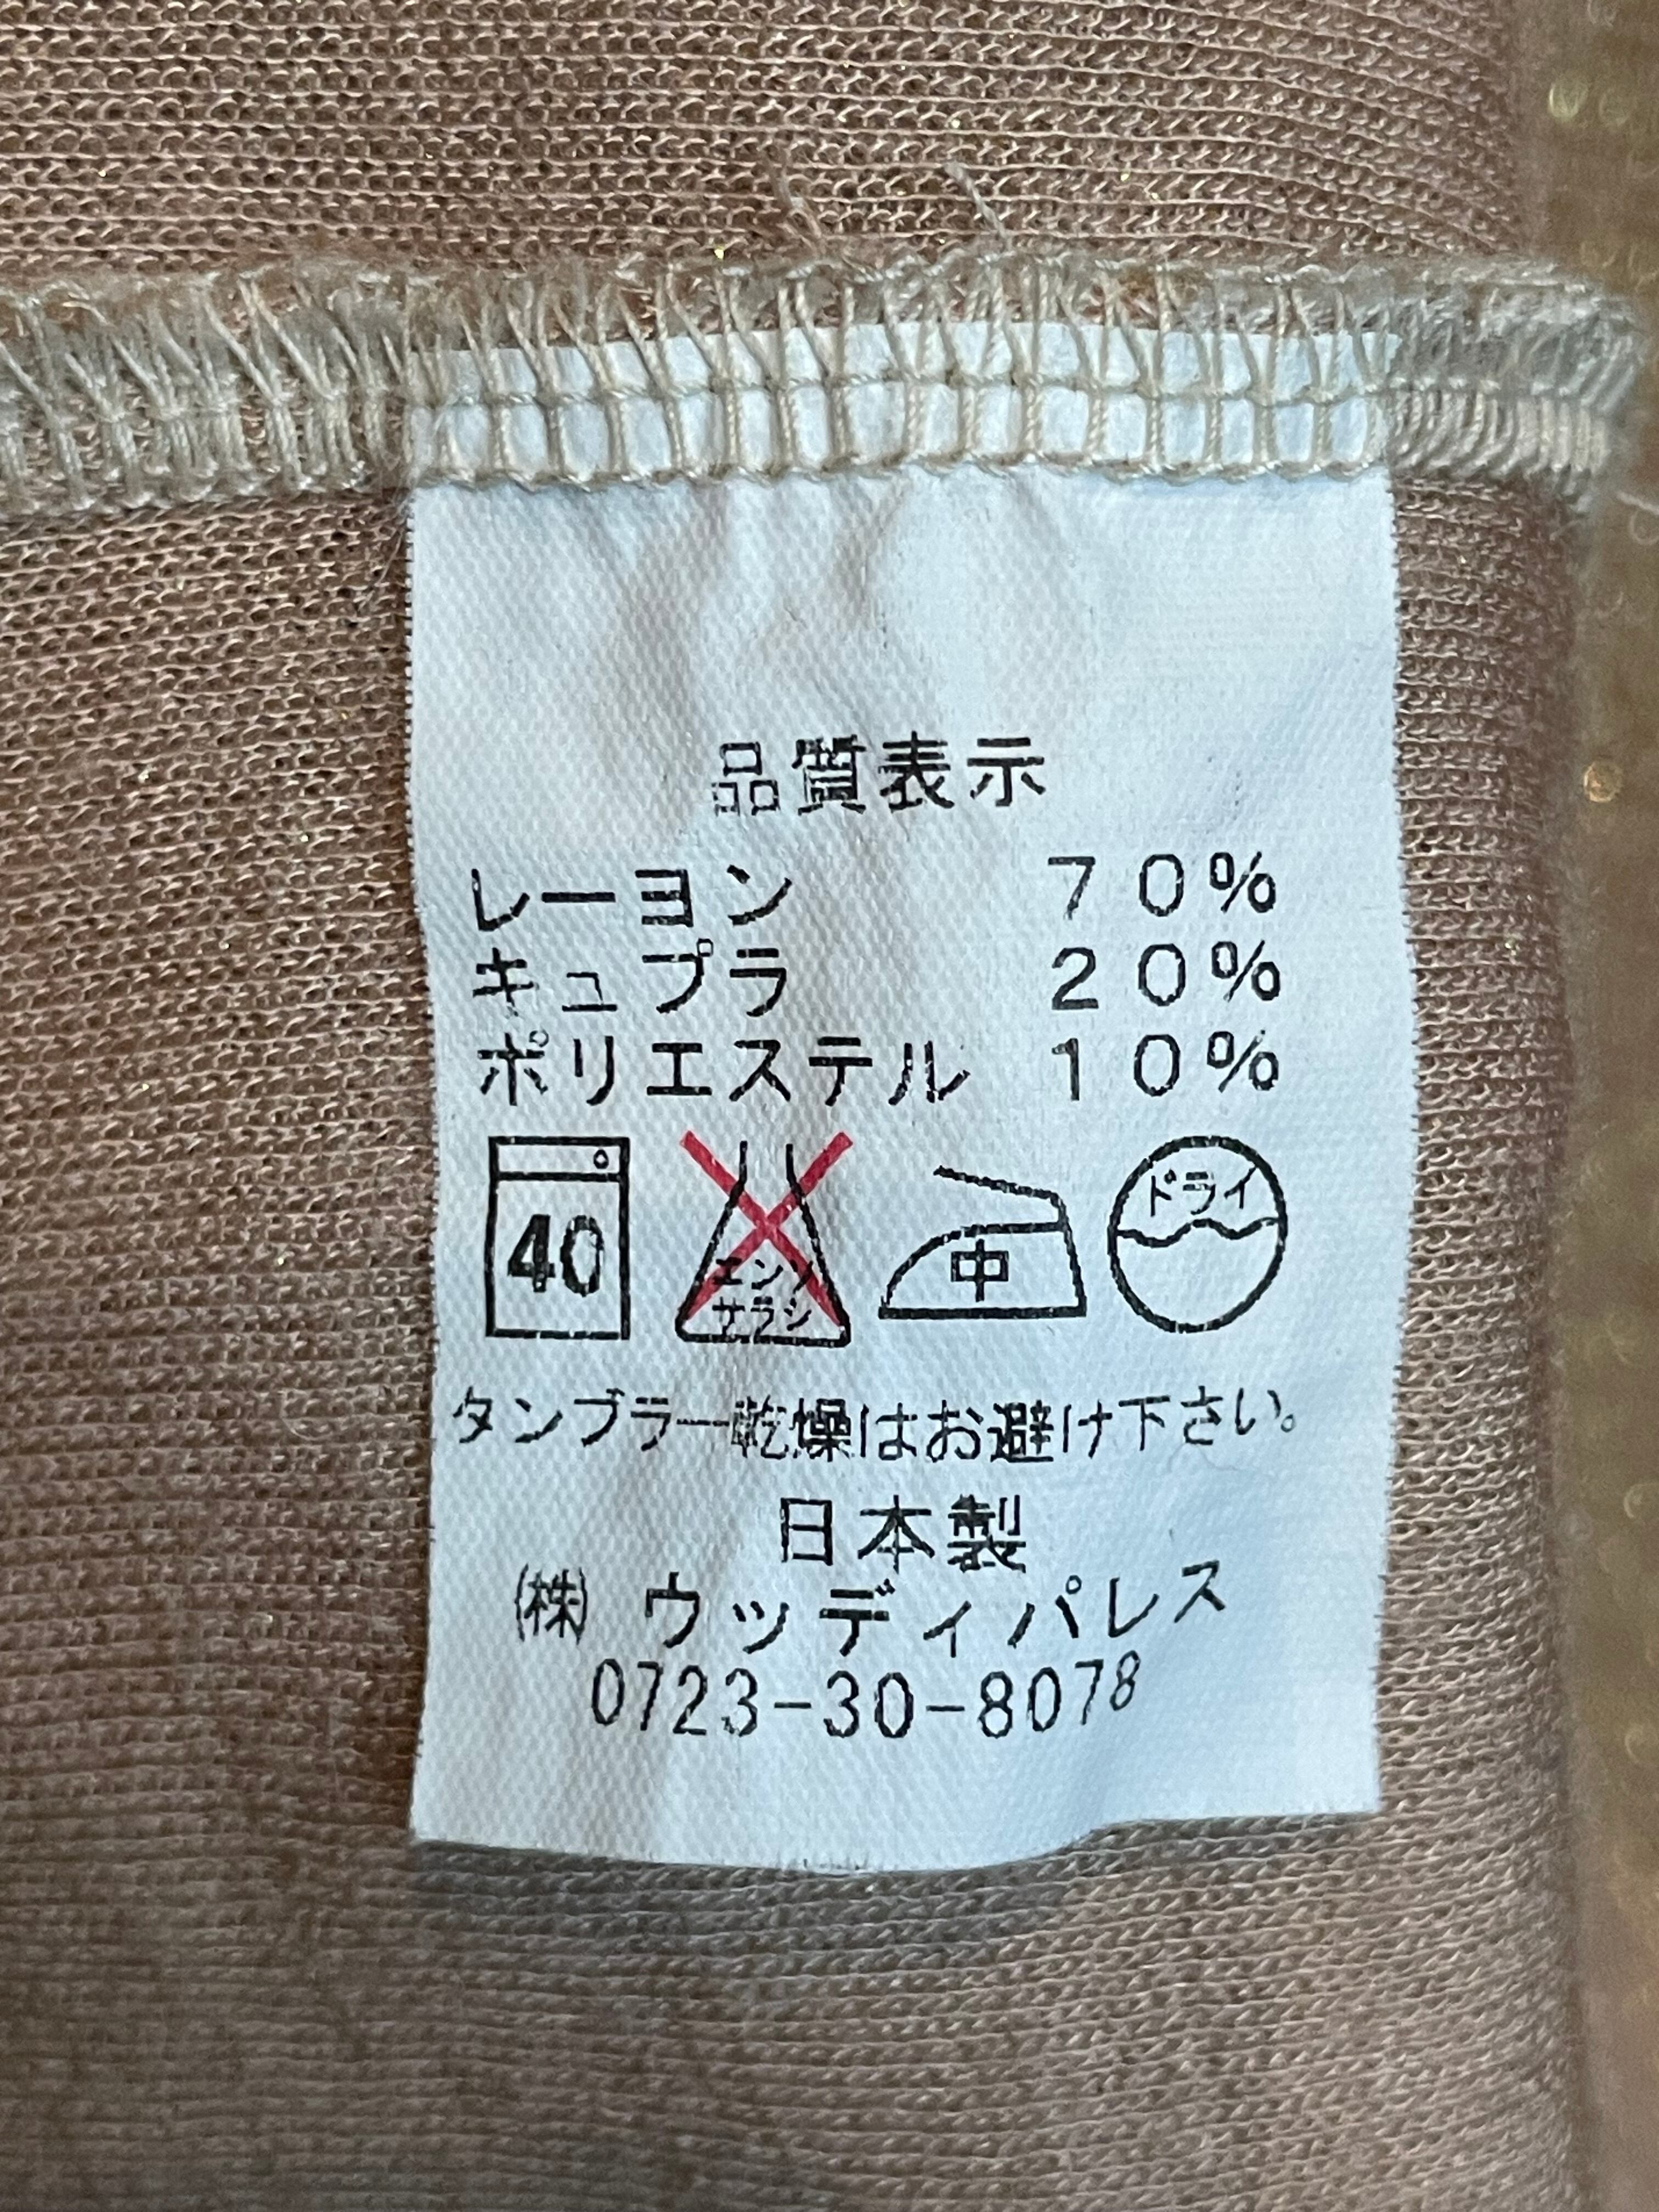 品質表示
レーヨン 70%
キュプラ 20%
ポリエステル 10%
40 エンソサラシ 中 ドライ
タンブラー乾燥はお避け下さい。
日本製
(株) ウッディパレス
0723-30-8078